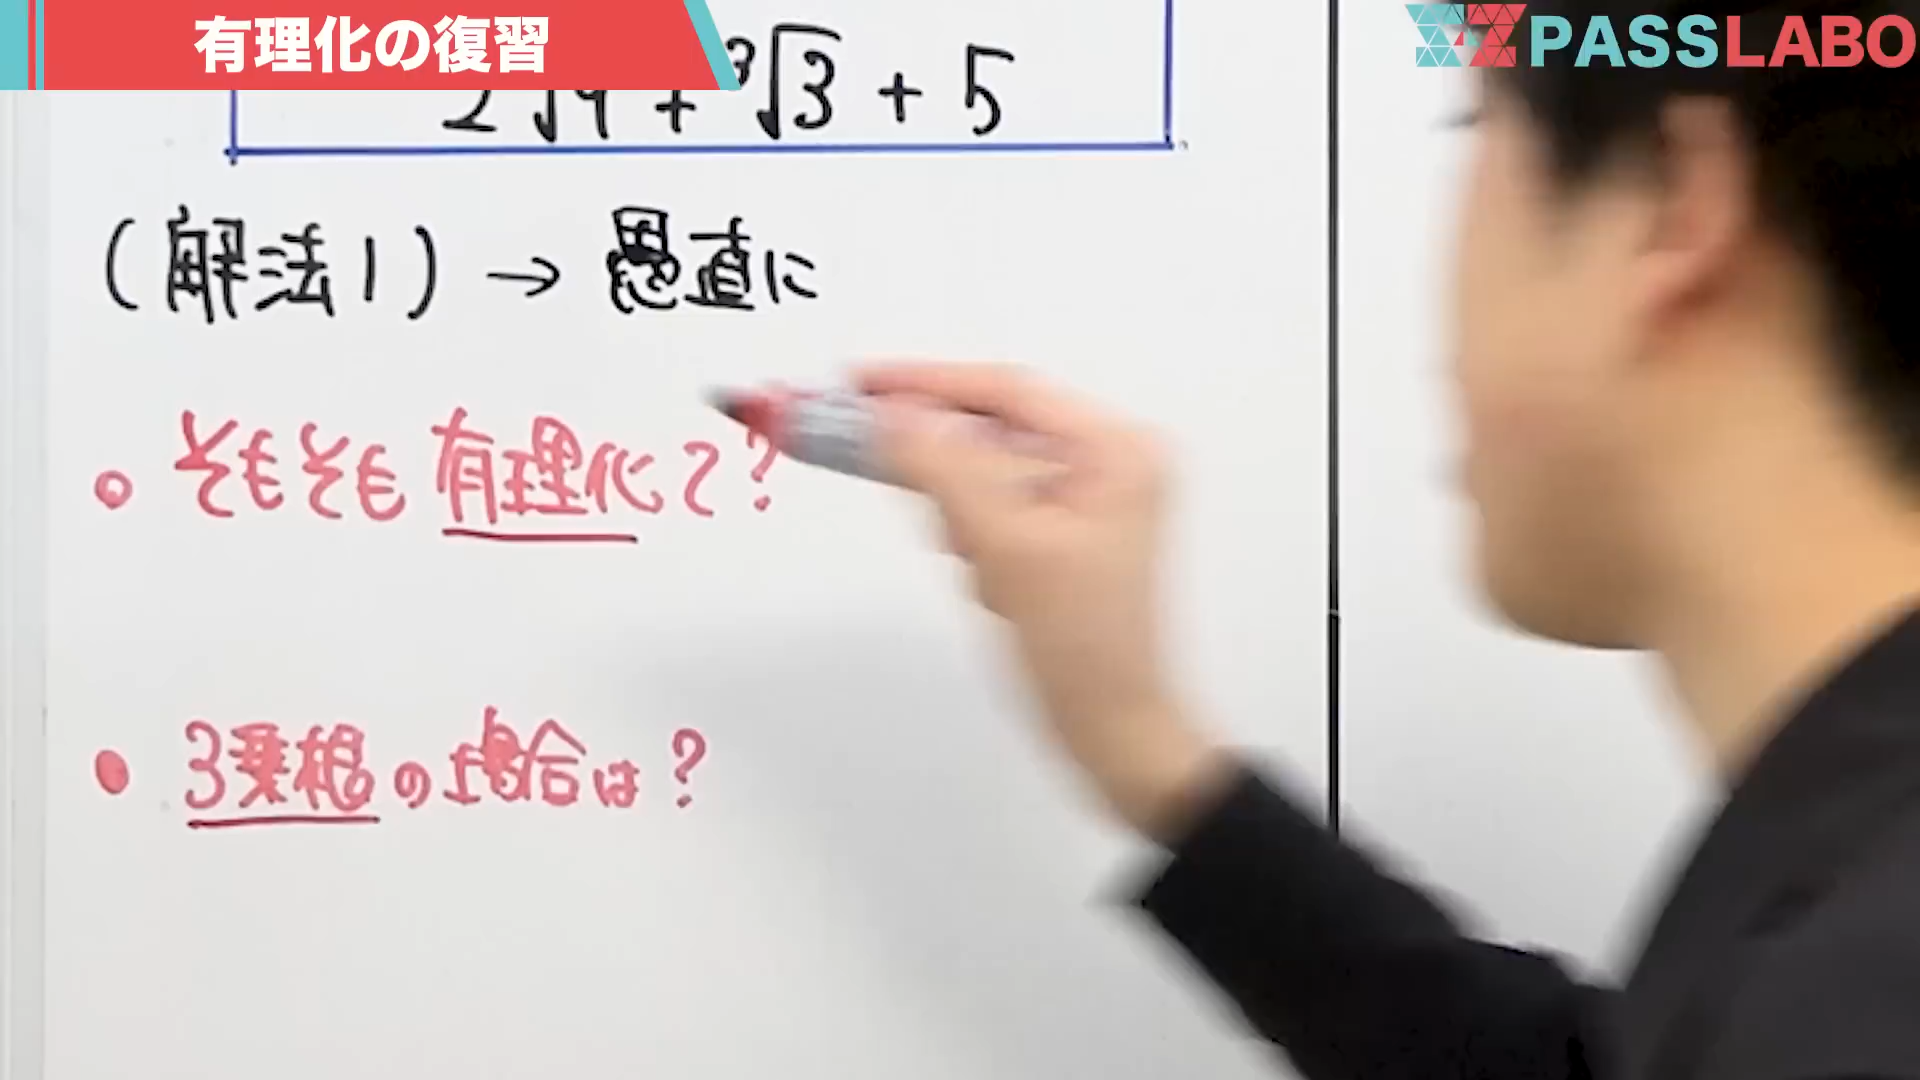 有理化の復習
PASSLABO
∛3 + 5
(解法1) → 愚直に
• そもそも 有理化って?
• 3乗根の場合は?